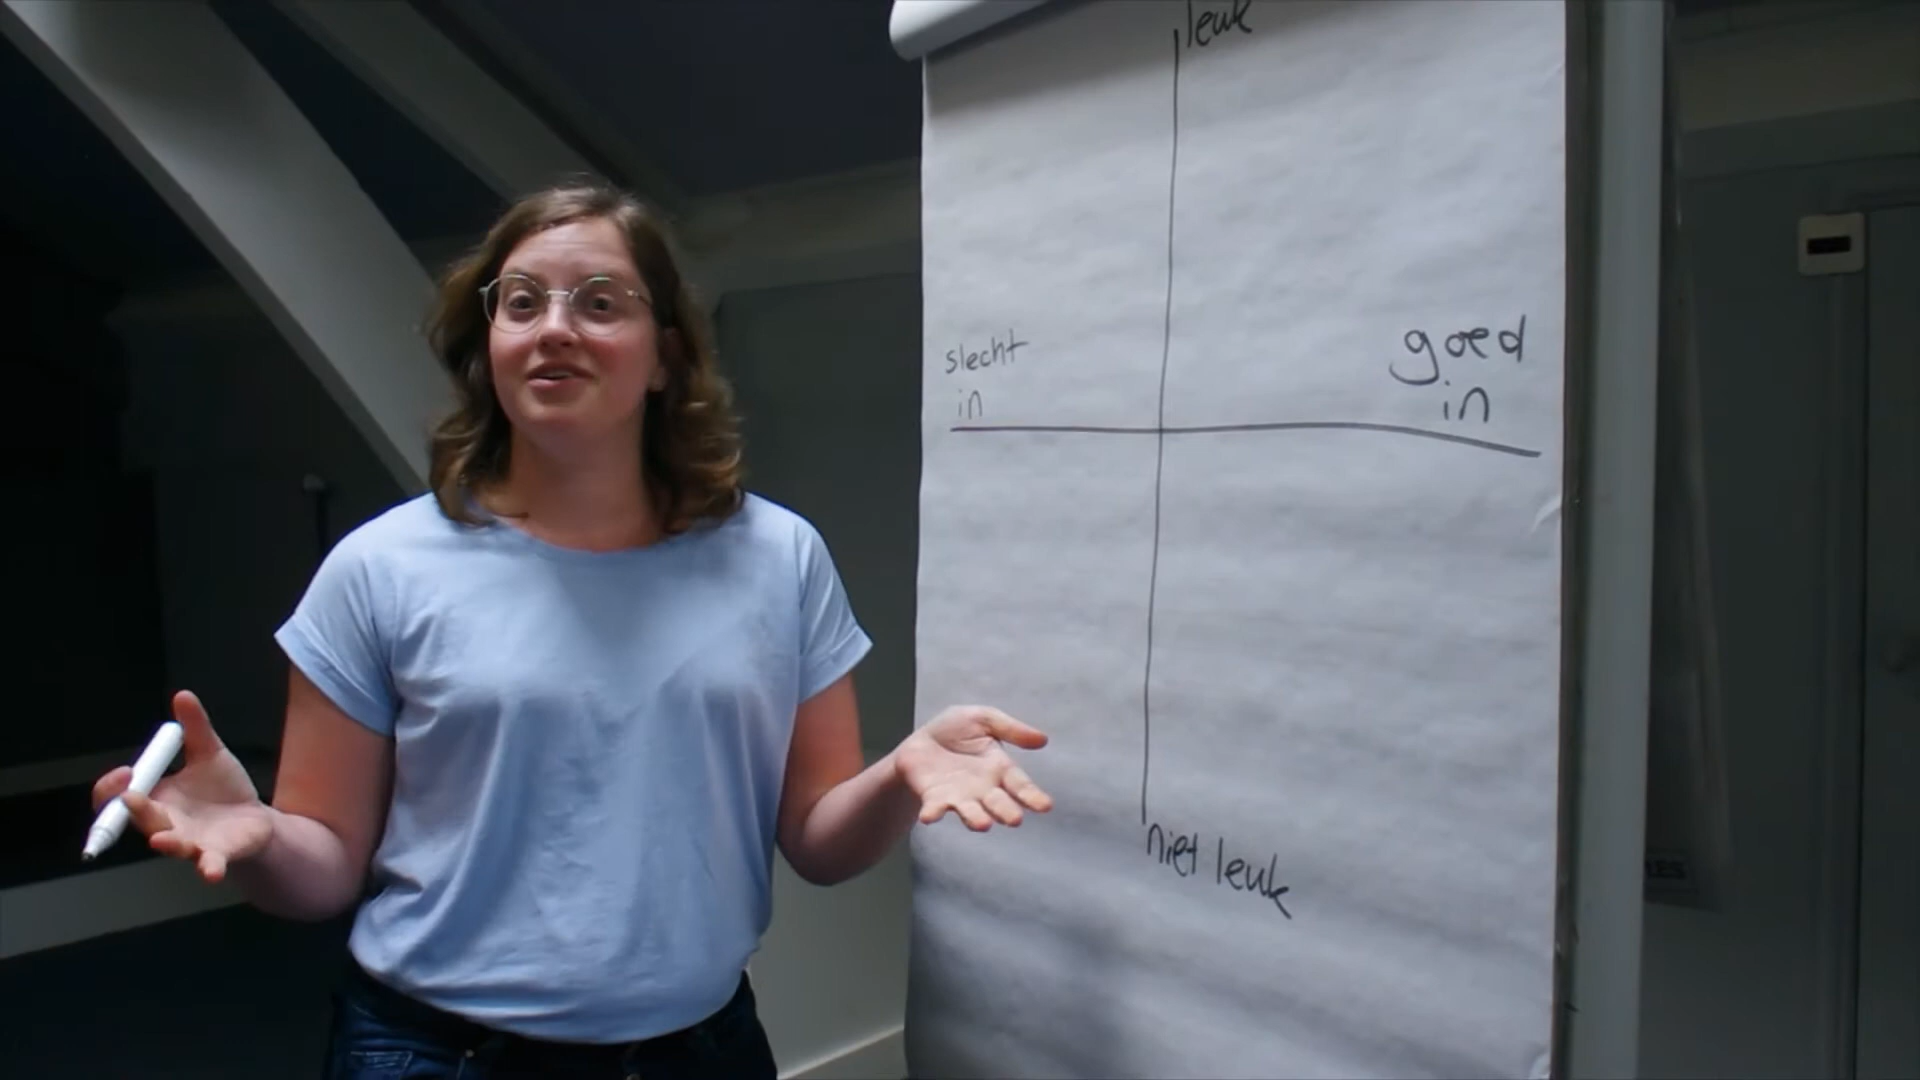 leuk
slecht
in
goed
in
niet leuk